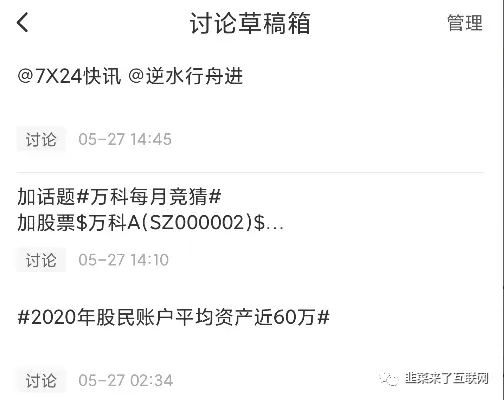 讨论草稿箱 管理
@7X24快讯 @逆水行舟进
讨论 05-27 14:45
加话题#万科每月竞猜#
加股票$万科A(SZ000002)$...
讨论 05-27 14:10
#2020年股民账户平均资产近60万#
讨论 05-27 02:34
韭菜来了互联网